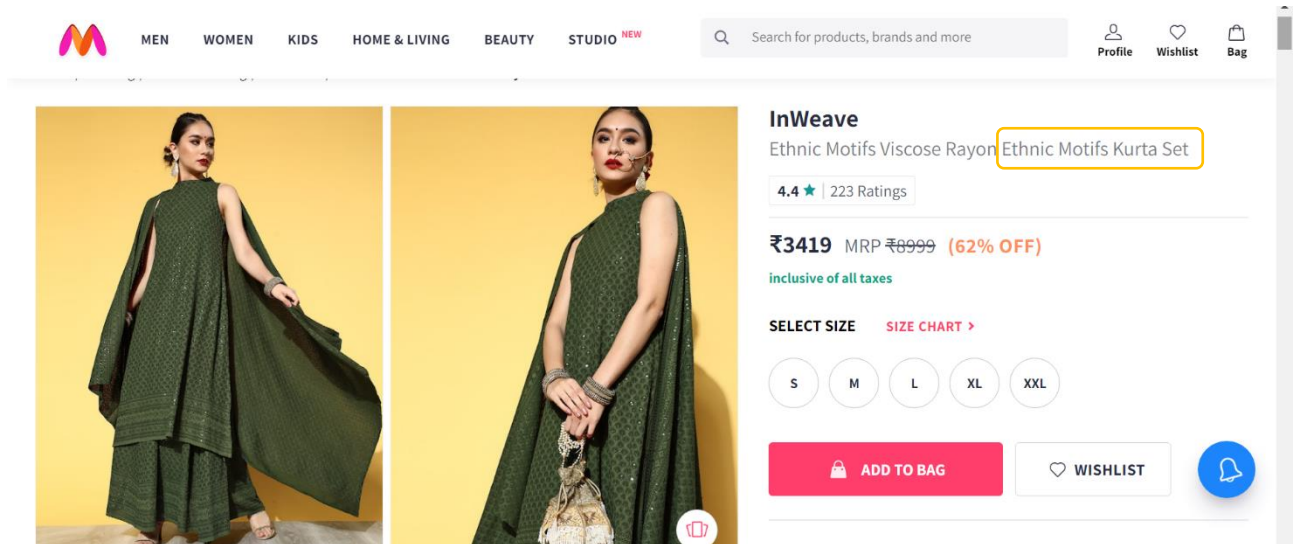 MEN WOMEN KIDS HOME & LIVING BEAUTY STUDIO NEW Search for products, brands and more Profile Wishlist Bag
InWeave
Ethnic Motifs Viscose Rayon Ethnic Motifs Kurta Set
4.4 ★ | 223 Ratings
₹3419 MRP ₹8999 (62% OFF)
inclusive of all taxes
SELECT SIZE SIZE CHART >
S M L XL XXL
ADD TO BAG WISHLIST